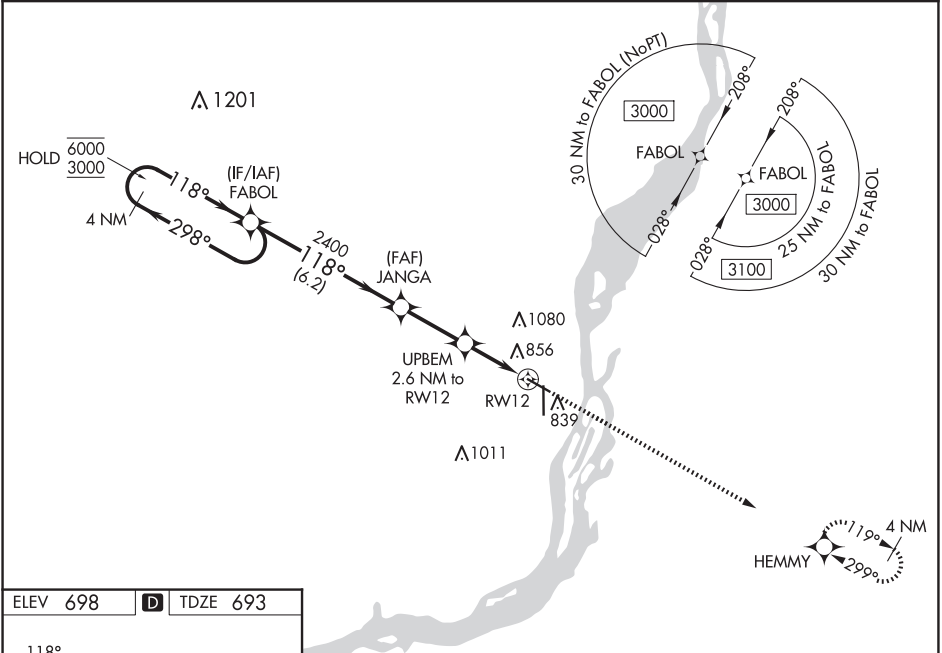 1201
HOLD 6000
3000
4 NM
118°
298°
(IF/IAF)
FABOL
2400
118°
(6.2)
(FAF)
JANGA
UPBEM
2.6 NM to
RW12
RW12
1080
856
839
1011
30 NM to FABOL (NoPT)
3000
208°
FABOL
028°
208°
FABOL
3000
25 NM to FABOL
028°
3100
30 NM to FABOL
4 NM
119°
299°
HEMMY
ELEV 698 D TDZE 693
118°